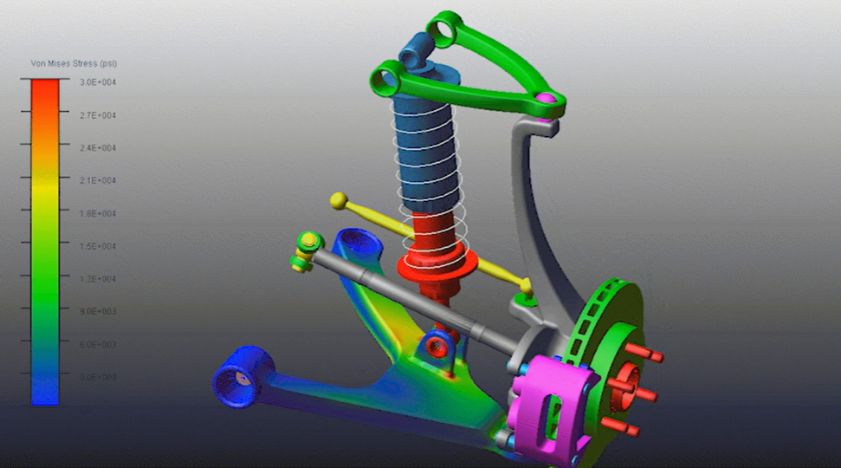 Von Mises Stress (psi)
3.0E+004
2.7E+004
2.4E+004
2.1E+004
1.8E+004
1.5E+004
1.2E+004
9.0E+003
6.0E+003
3.0E+003